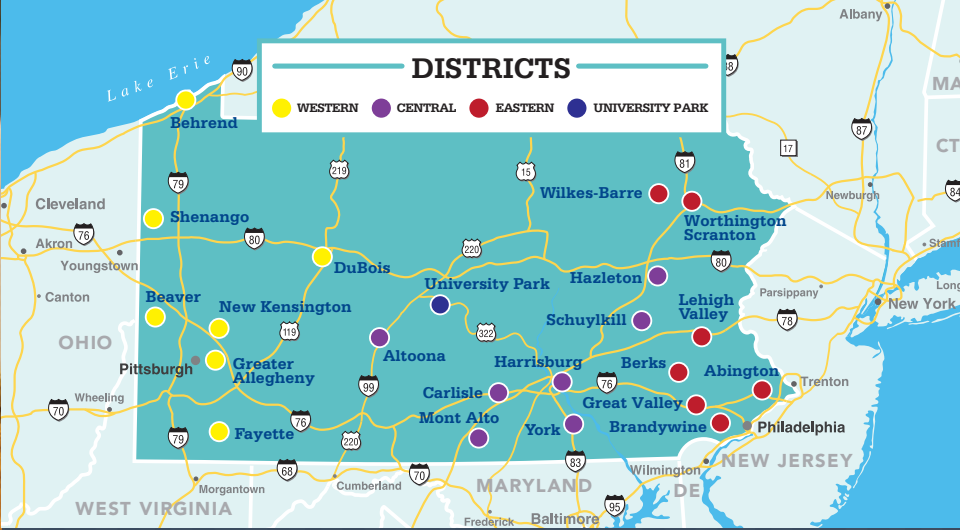 Albany
Lake Erie
90
DISTRICTS
88
WESTERN
CENTRAL
EASTERN
UNIVERSITY PARK
MA
Behrend
87
17
CT
219
15
81
79
Wilkes-Barre
84
Newburgh
Cleveland
Shenango
Worthington
Scranton
76
Akron
80
220
Stamf
Youngstown
DuBois
80
Hazleton
University Park
Canton
Beaver
New Kensington
Lehigh
Valley
Parsippany
Long
New York
Schuylkill
78
119
322
OHIO
Altoona
Harrisburg
Berks
Abington
Pittsburgh
Greater
Allegheny
99
76
Trenton
Wheeling
Carlisle
Great Valley
70
Mont Alto
76
York
Brandywine
Philadelphia
79
Fayette
220
83
Wilmington
NEW JERSEY
68
70
Morgantown
Cumberland
MARYLAND
DE
WEST VIRGINIA
95
Frederick
Baltimore